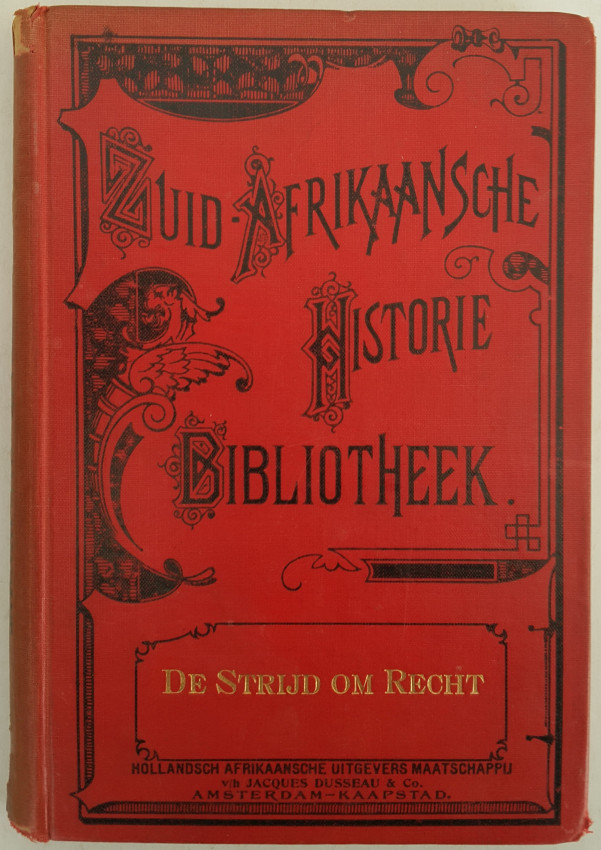 ZUID-AFRIKAANSCHE
HISTORIE
BIBLIOTHEEK.
DE STRIJD OM RECHT
HOLLANDSCH AFRIKAANSCHE UITGEVERS MAATSCHAPPIJ
v/h JACQUES DUSSEAU & Co.
AMSTERDAM—KAAPSTAD.